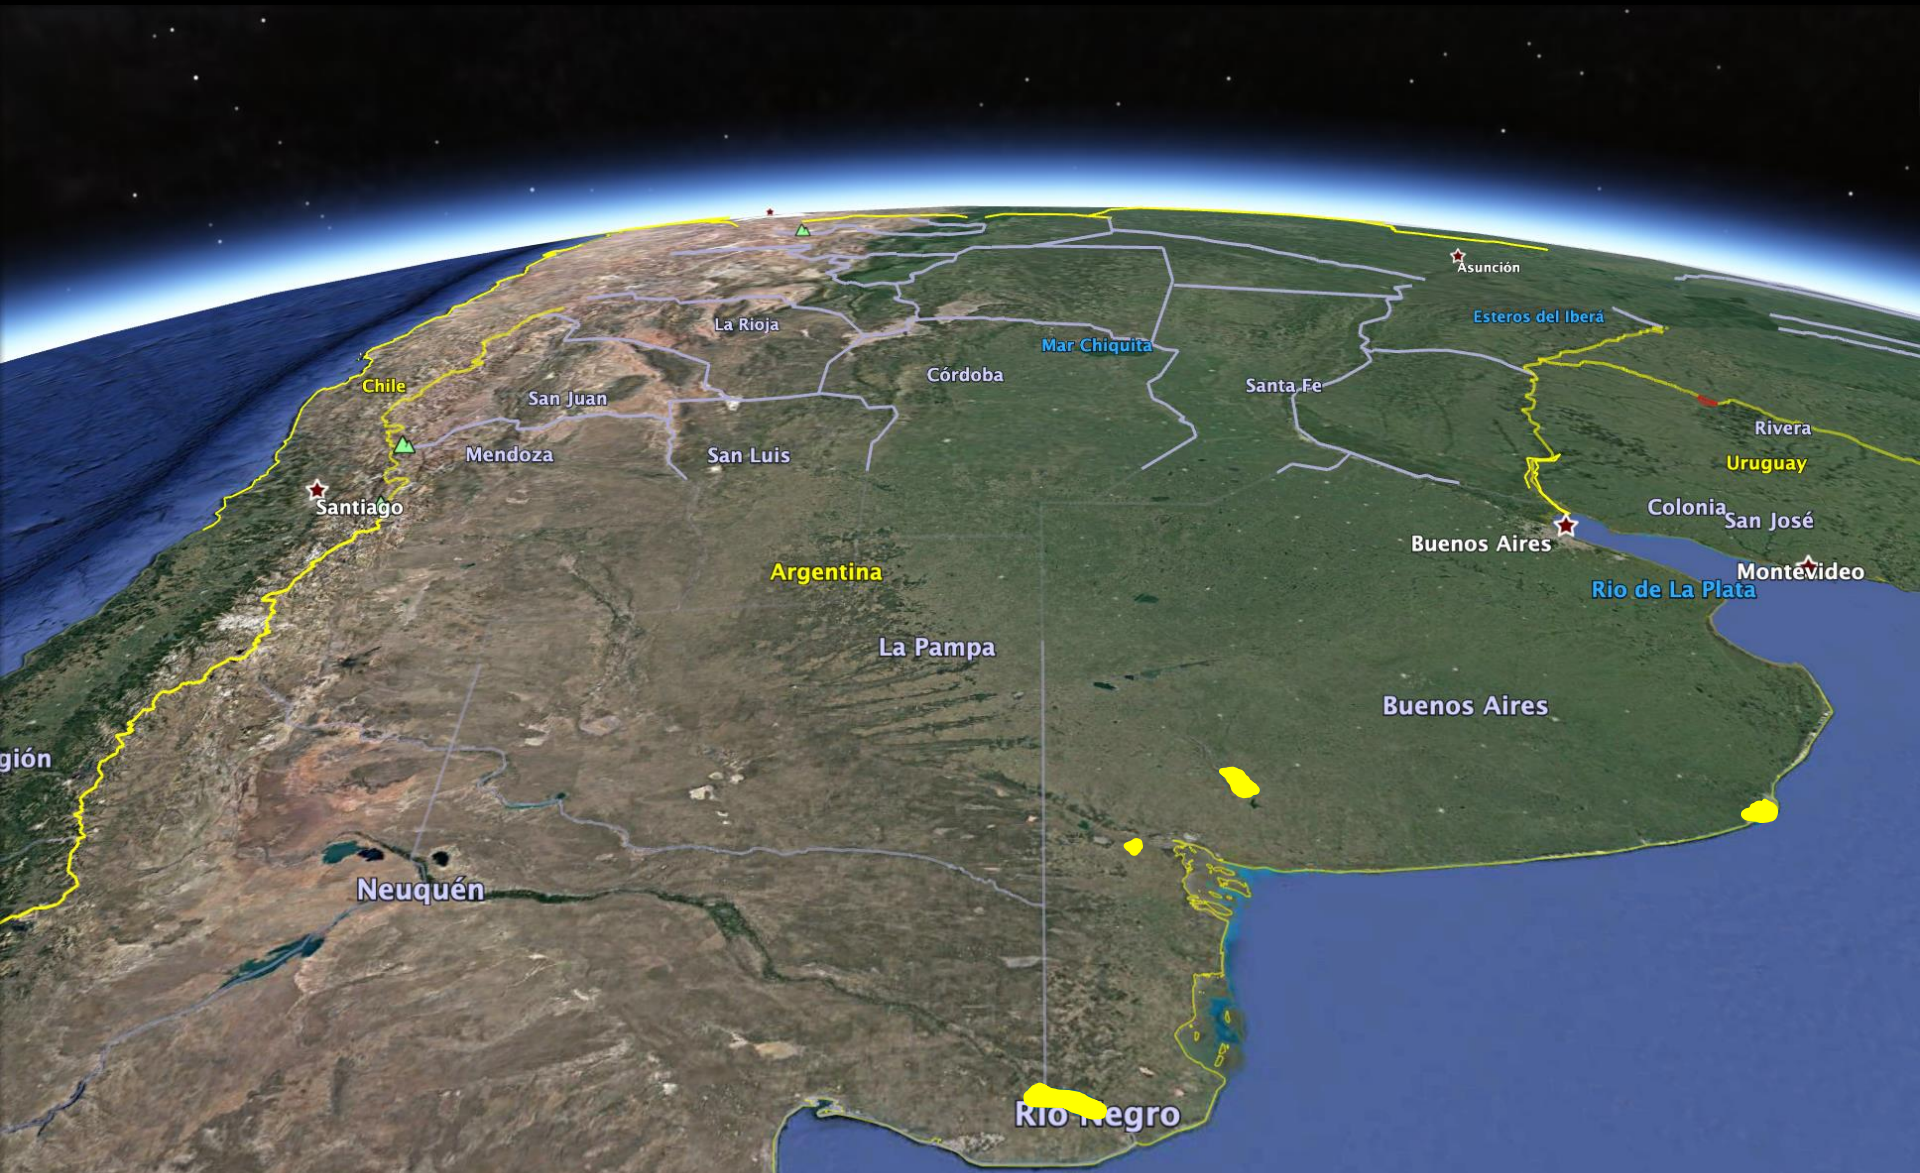 Asunción
Esteros del Iberá
La Rioja
Mar Chiquita
Córdoba
Chile
San Juan
Santa Fe
Rivera
Mendoza
San Luis
Uruguay
Santiago
Colonia
San José
Buenos Aires
Argentina
Montevideo
Rio de La Plata
La Pampa
Buenos Aires
gión
Neuquén
Río Negro